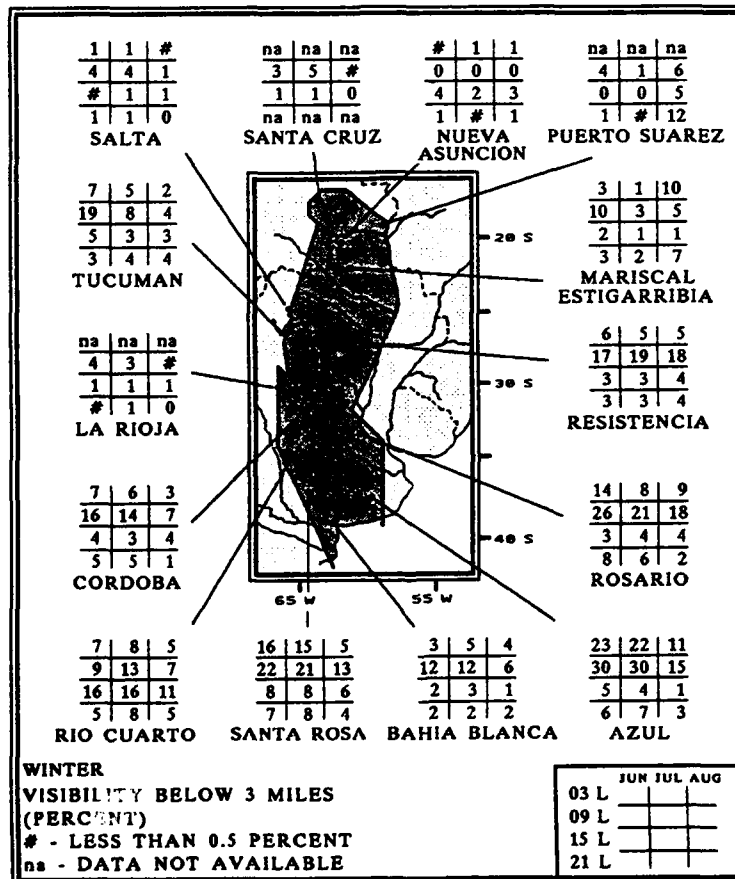 1 1 #
4 4 1
# 1 1
1 1 0
SALTA
na na na
3 5 #
1 1 0
na na na
SANTA CRUZ
# 1 1
0 0 0
4 2 3
1 # 1
NUEVA
ASUNCION
na na na
4 1 6
0 0 5
1 # 12
PUERTO SUAREZ
7 5 2
19 8 4
5 3 3
3 4 4
TUCUMAN
3 1 10
10 3 5
2 1 1
3 2 7
MARISCAL
ESTIGARRIBIA
na na na
4 3 #
1 1 1
# 1 0
LA RIOJA
6 5 5
17 19 18
3 3 4
3 3 4
RESISTENCIA
7 6 3
16 14 7
4 3 4
5 5 1
CORDOBA
14 8 9
26 21 18
3 4 4
8 6 2
ROSARIO
20 S
30 S
40 S
65 W
55 W
7 8 5
9 13 7
16 16 11
5 8 5
RIO CUARTO
16 15 5
22 21 13
8 8 6
7 8 4
SANTA ROSA
3 5 4
12 12 6
2 3 1
2 2 2
BAHIA BLANCA
23 22 11
30 30 15
5 4 1
6 7 3
AZUL
WINTER
VISIBILITY BELOW 3 MILES
(PERCENT)
# - LESS THAN 0.5 PERCENT
na - DATA NOT AVAILABLE
JUN JUL AUG
03 L
09 L
15 L
21 L